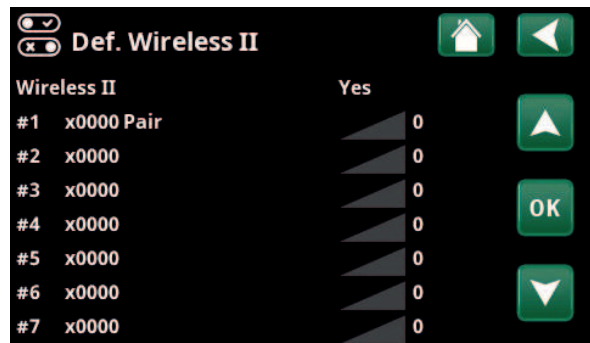 Def. Wireless II
Wireless II Yes
#1 x0000 Pair 0
#2 x0000 0
#3 x0000 0
#4 x0000 0
OK
#5 x0000 0
#6 x0000 0
#7 x0000 0